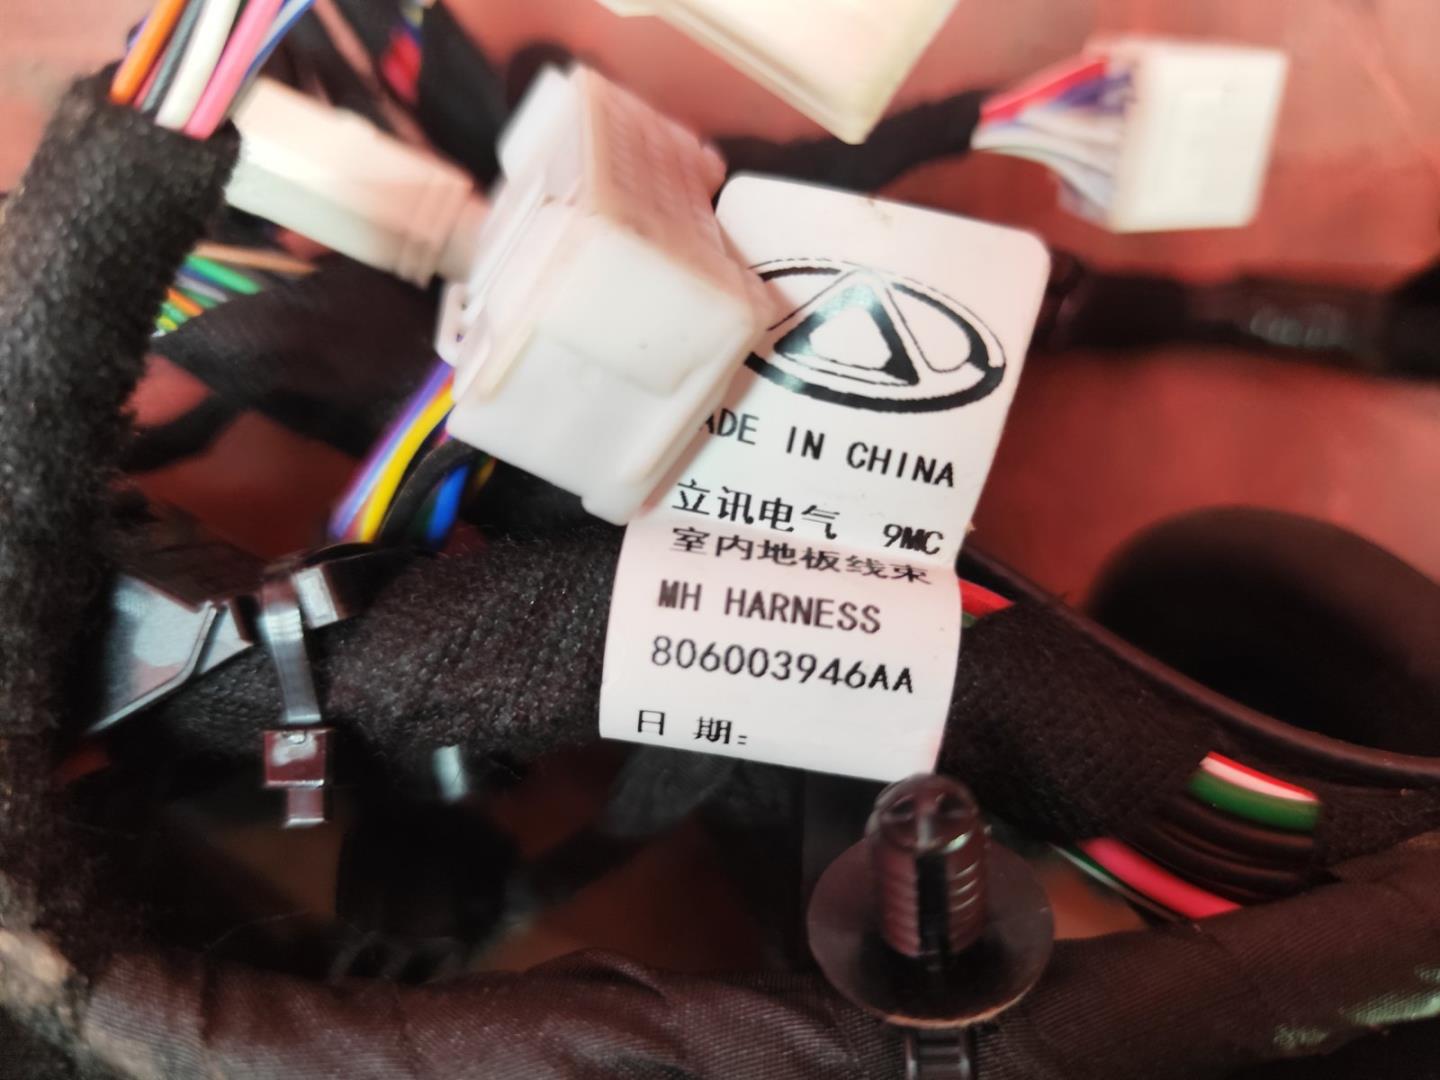 ADE IN CHINA
立讯电气 9MC
室内地板线束
MH HARNESS
806003946AA
日 期: